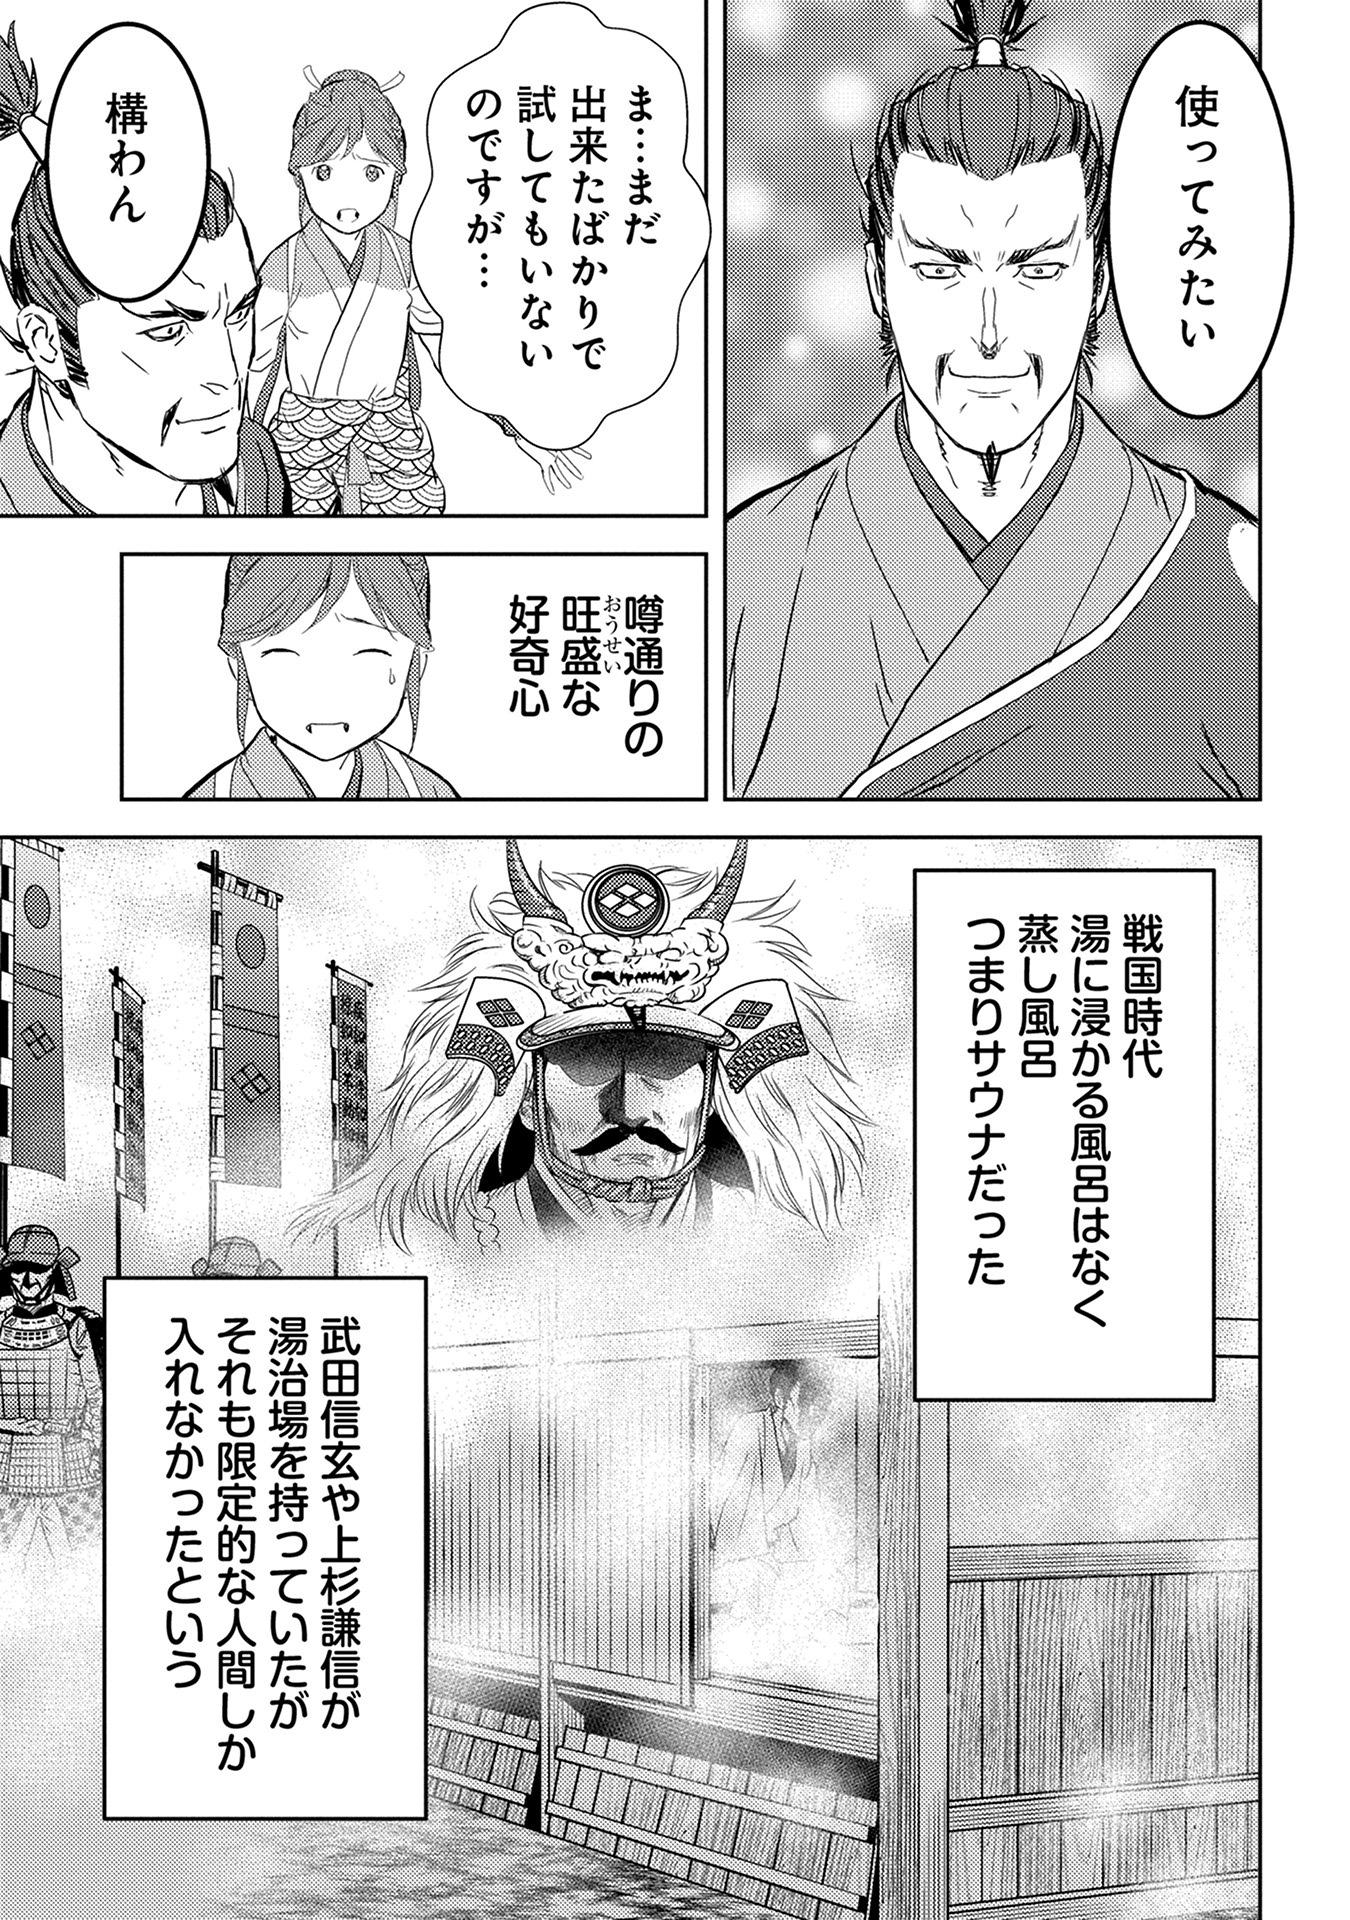 使ってみたい
ま…まだ
出来たばかりで
試してもいない
のですが…
構わん
噂通りの
旺盛な
おうせい
好奇心
戦国時代
湯に浸かる風呂はなく
蒸し風呂
つまりサウナだった
武田信玄や上杉謙信が
湯治場を持っていたが
それも限定的な人間しか
入れなかったという